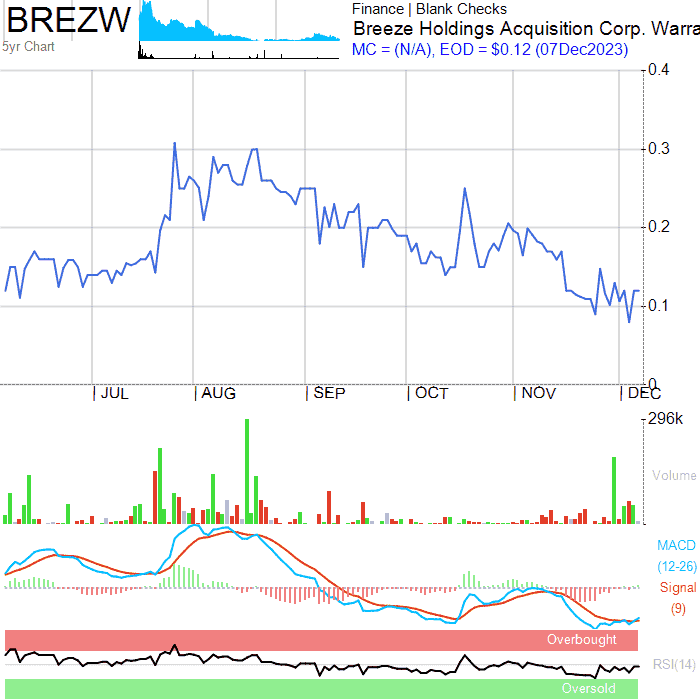 BREZW
5yr Chart
Finance | Blank Checks
Breeze Holdings Acquisition Corp. Warra
MC = (N/A), EOD = $0.12 (07Dec2023)
0.4
0.3
0.2
0.1
0
JUL AUG SEP OCT NOV DEC
296k
Volume
MACD
(12-26)
Signal
(9)
Overbought
RSI(14)
Oversold